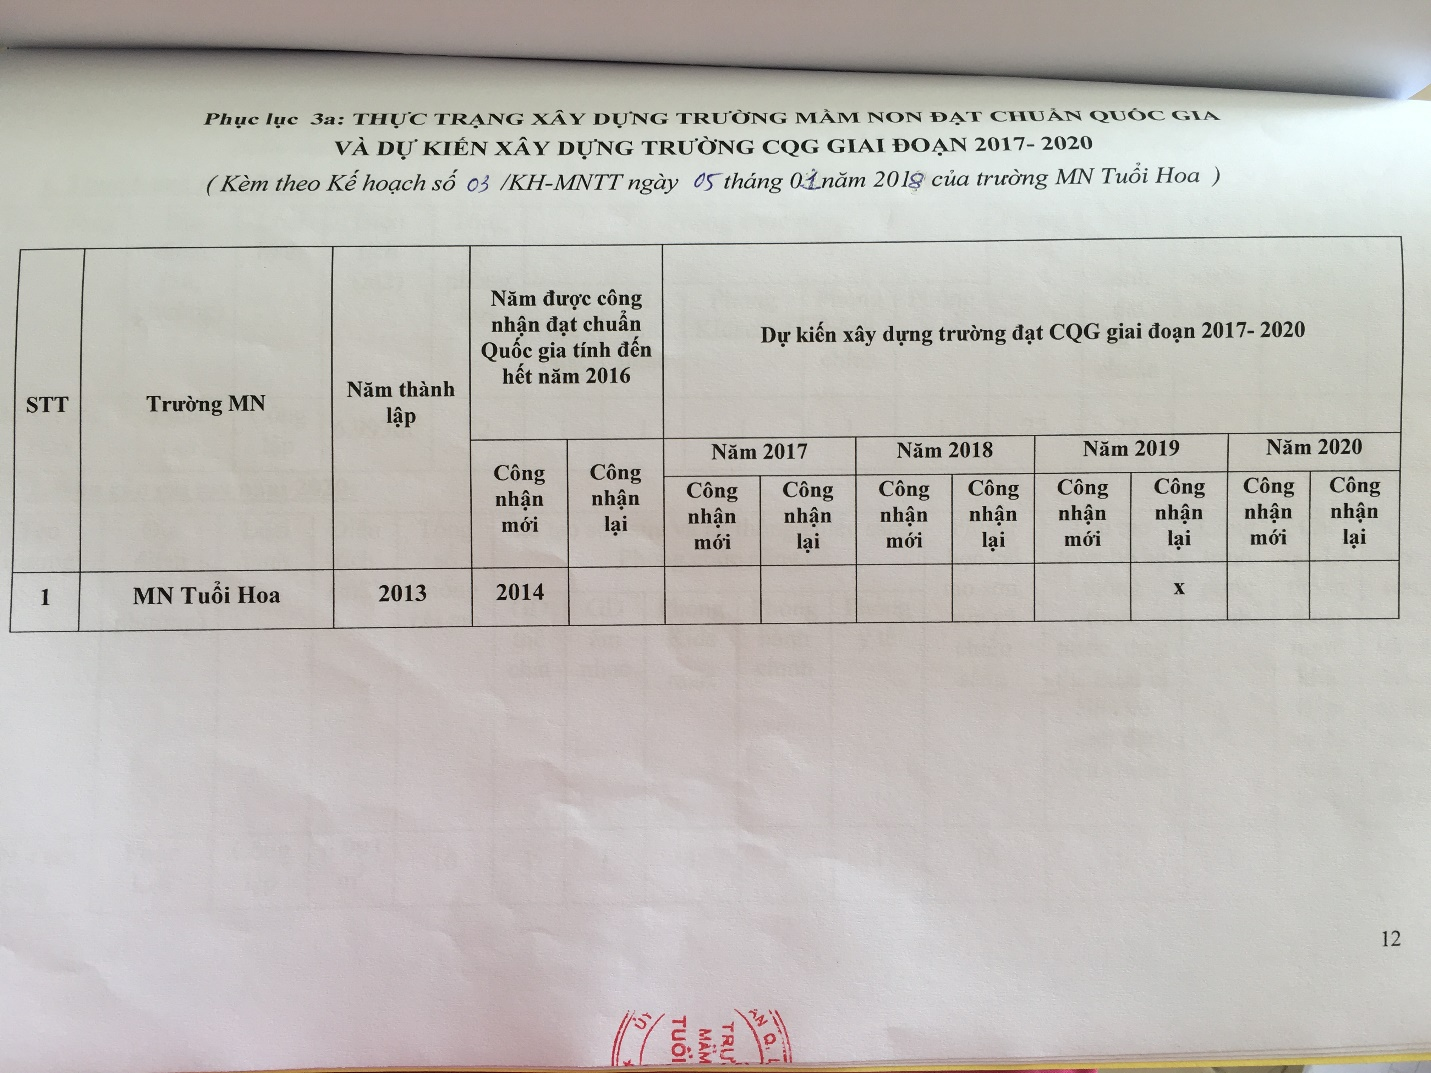 Phục lục 3a: THỰC TRẠNG XÂY DỰNG TRƯỜNG MẦM NON ĐẠT CHUẨN QUỐC GIA
VÀ DỰ KIẾN XÂY DỰNG TRƯỜNG CQG GIAI ĐOẠN 2017- 2020
( Kèm theo Kế hoạch số 03 /KH-MNTT ngày 05 tháng 01 năm 2018 của trường MN Tuổi Hoa )
STT
Trường MN
Năm thành
lập
Năm được công
nhận đạt chuẩn
Quốc gia tính đến
hết năm 2016
Dự kiến xây dựng trường đạt CQG giai đoạn 2017- 2020
Công
nhận
mới
Công
nhận
lại
Năm 2017
Năm 2018
Năm 2019
Năm 2020
Công
nhận
mới
Công
nhận
lại
Công
nhận
mới
Công
nhận
lại
Công
nhận
mới
Công
nhận
lại
Công
nhận
mới
Công
nhận
lại
1
MN Tuổi Hoa
2013
2014
x
12
TRƯ
MẦM
TUỔI